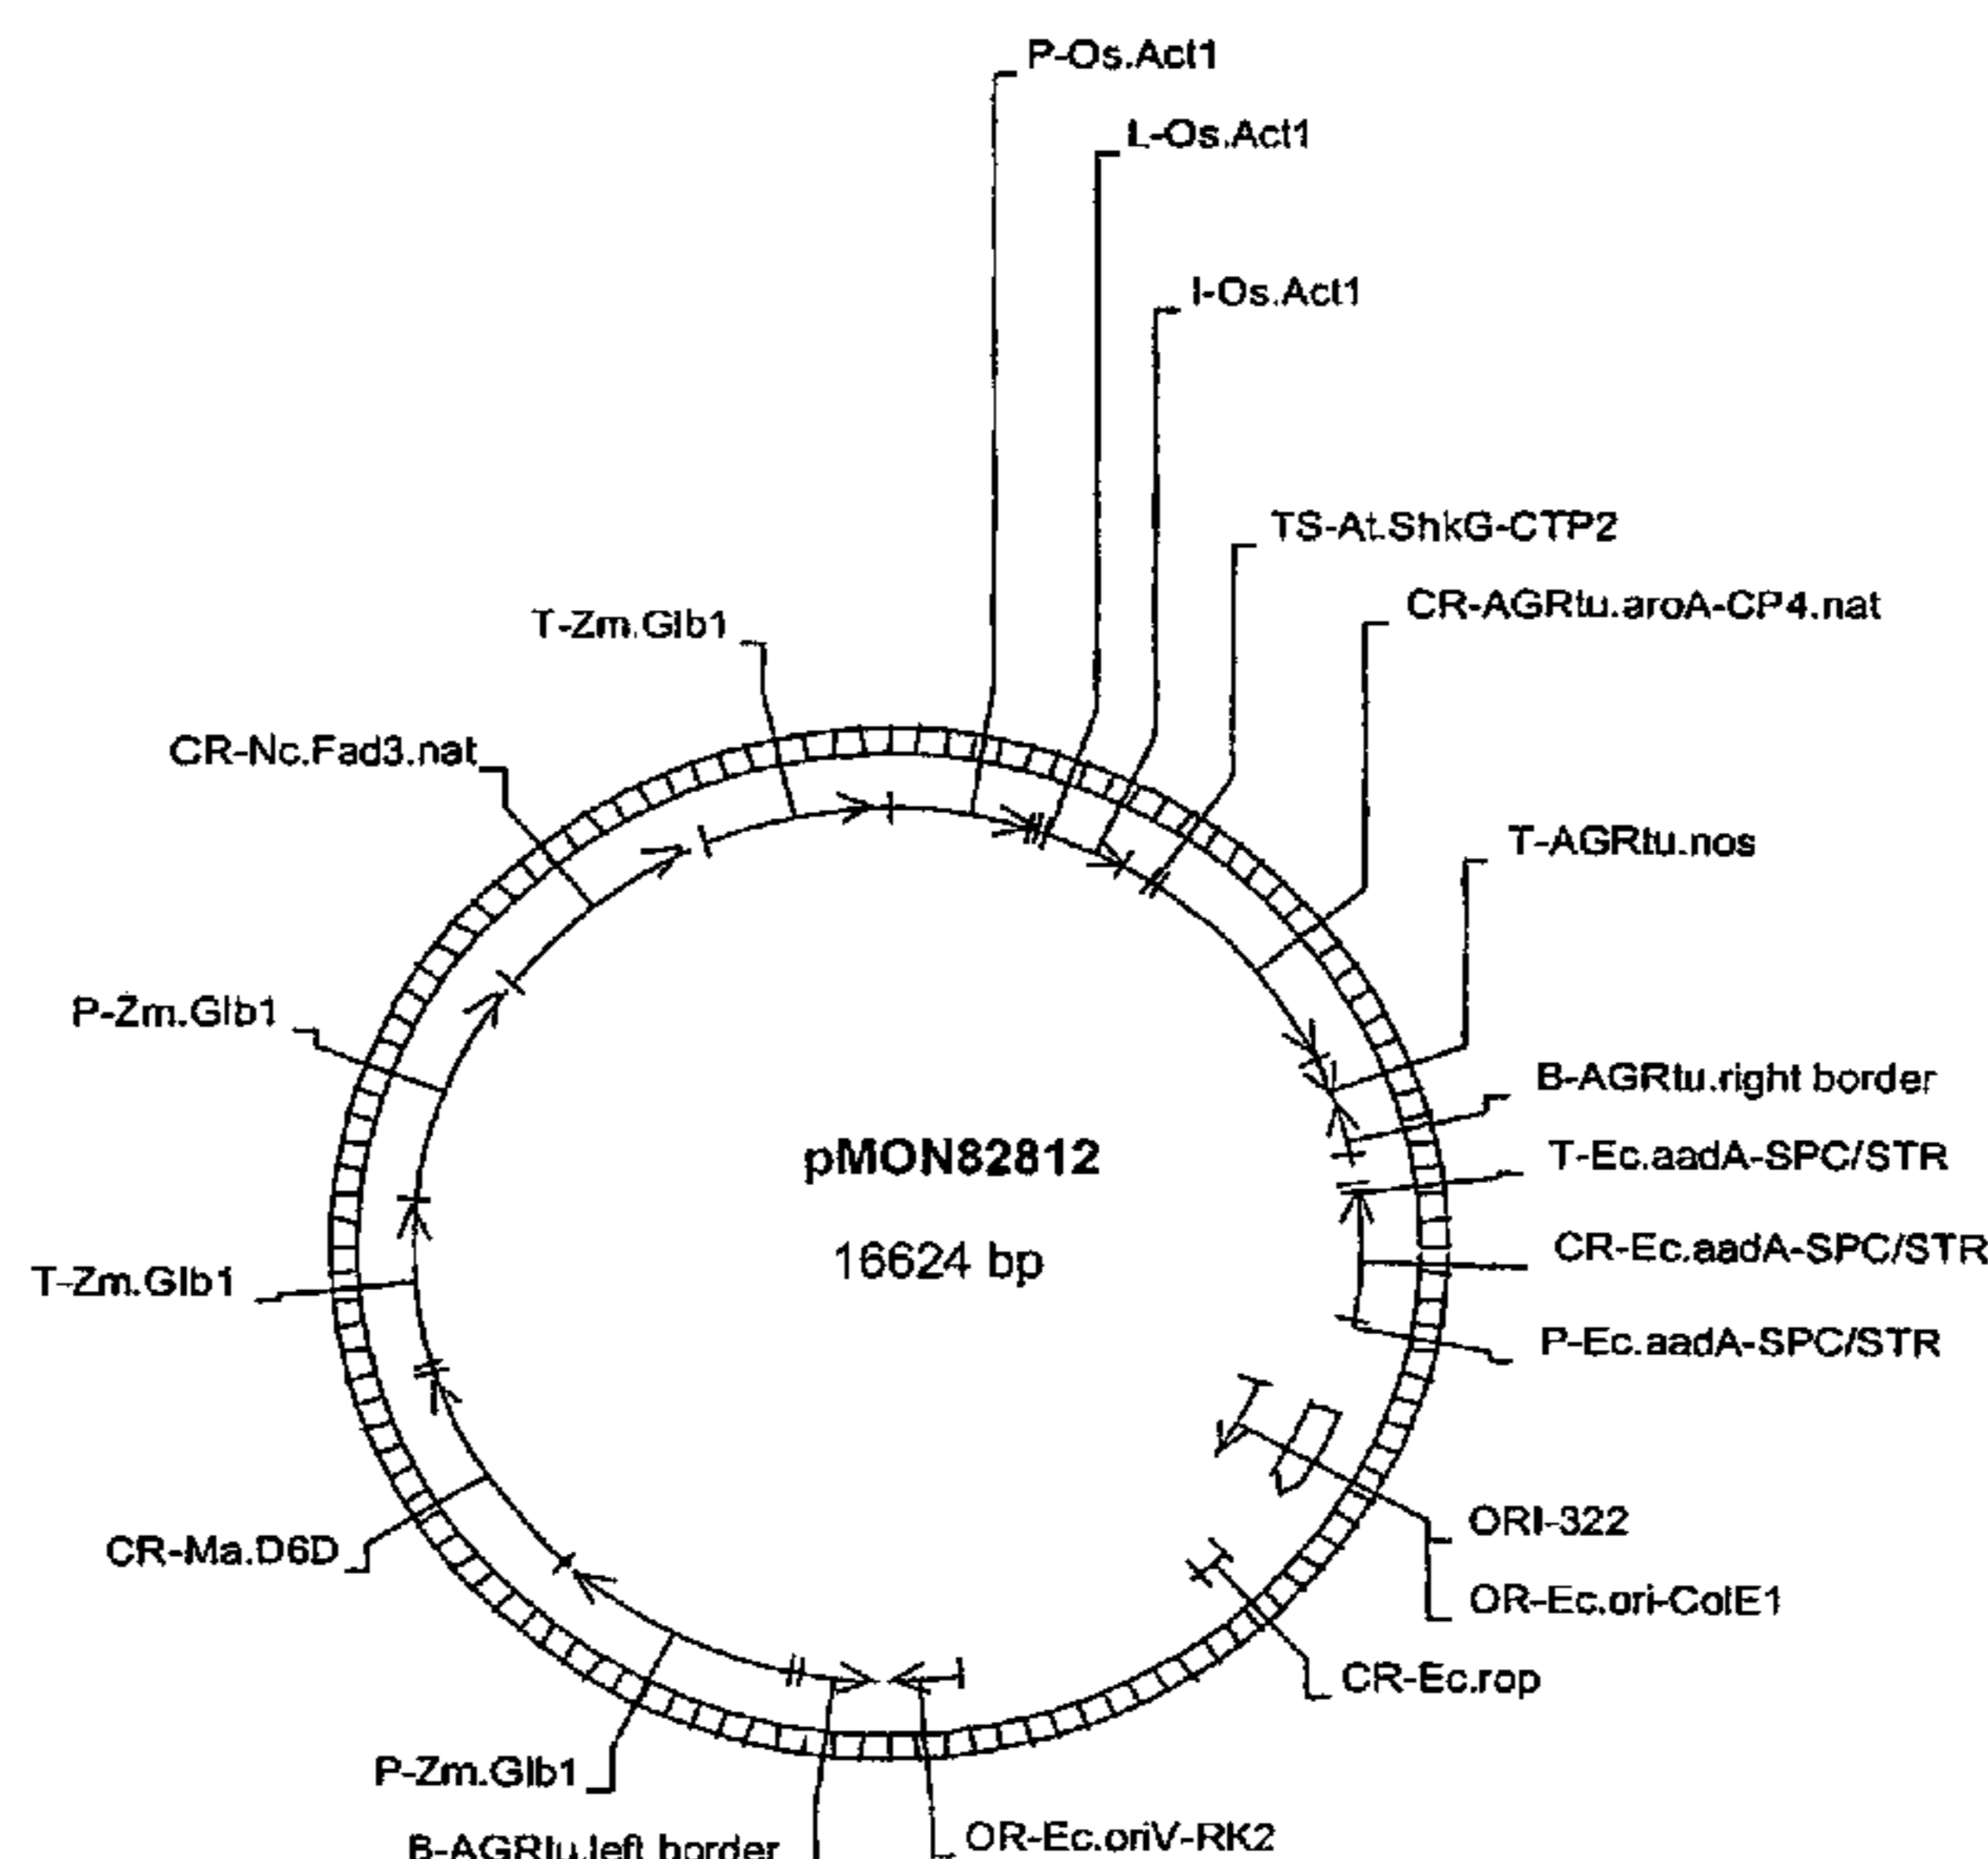 P-Os.Act1
L-Os.Act1
I-Os.Act1
TS-At.ShkG-CTP2
CR-AGRtu.aroA-CP4.nat
T-Zm.Glb1
CR-Nc.Fad3.nat
T-AGRtu.nos
P-Zm.Glb1
B-AGRtu.right border
pMON82812
T-Ec.aadA-SPC/STR
16624 bp
CR-Ec.aadA-SPC/STR
T-Zm.Glb1
P-Ec.aadA-SPC/STR
ORI-322
CR-Ma.D6D
OR-Ec.ori-ColE1
CR-Ec.rop
P-Zm.Glb1
OR-Ec.oriV-RK2
B-AGRtu.left border